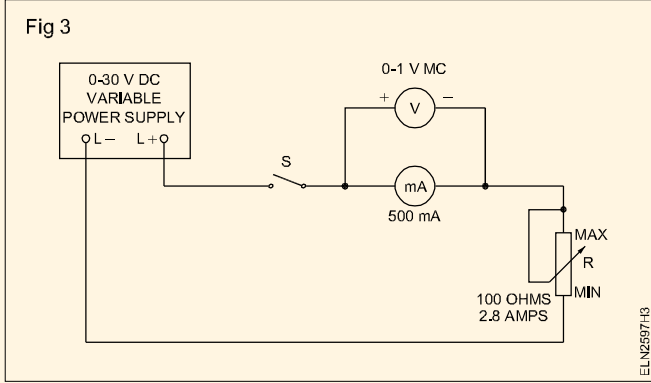 Fig 3
0-30 V DC
VARIABLE
POWER SUPPLY
L − L +
0-1 V MC
+ V −
S
mA
500 mA
MAX
R
MIN
100 OHMS
2.8 AMPS
ELN2597H3